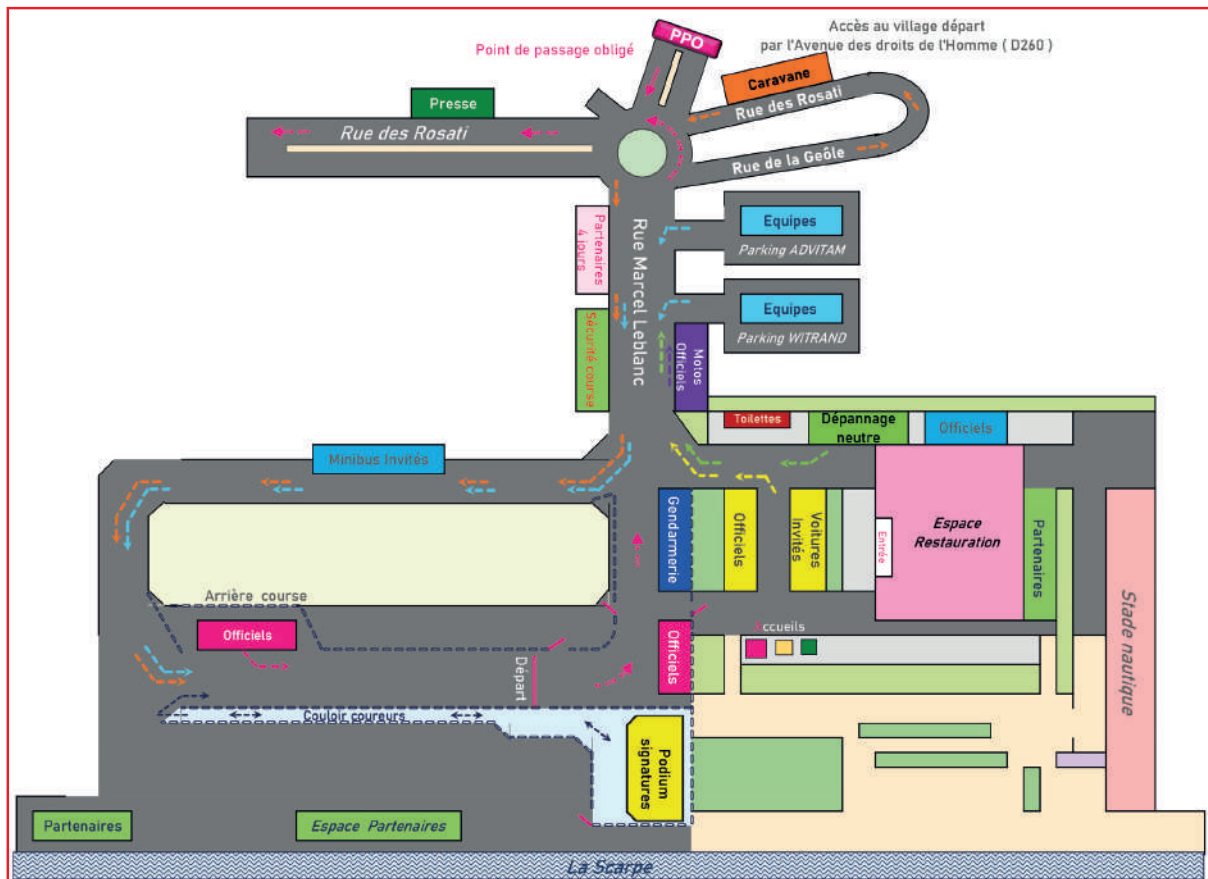 Accès au village départ
par l'Avenue des droits de l'Homme ( D260 )
PPO
Point de passage obligé
Caravane
Presse
Rue des Rosati
Rue des Rosati
Rue de la Geôle
Equipes
Parking ADVITAM
Partenaires
4 jours
Rue Marcel Leblanc
Equipes
Parking WITRAND
Sécurité course
Motos
Officiels
Toilettes
Dépannage
neutre
Officiels
Minibus Invités
Gendarmerie
Officiels
Voitures
Invités
Entrée
Espace
Restauration
Partenaires
Stade nautique
Arrière course
Officiels
Officiels
Accueils
Départ
Couloir coureurs
Podium
signatures
Partenaires
Espace Partenaires
La Scarpe